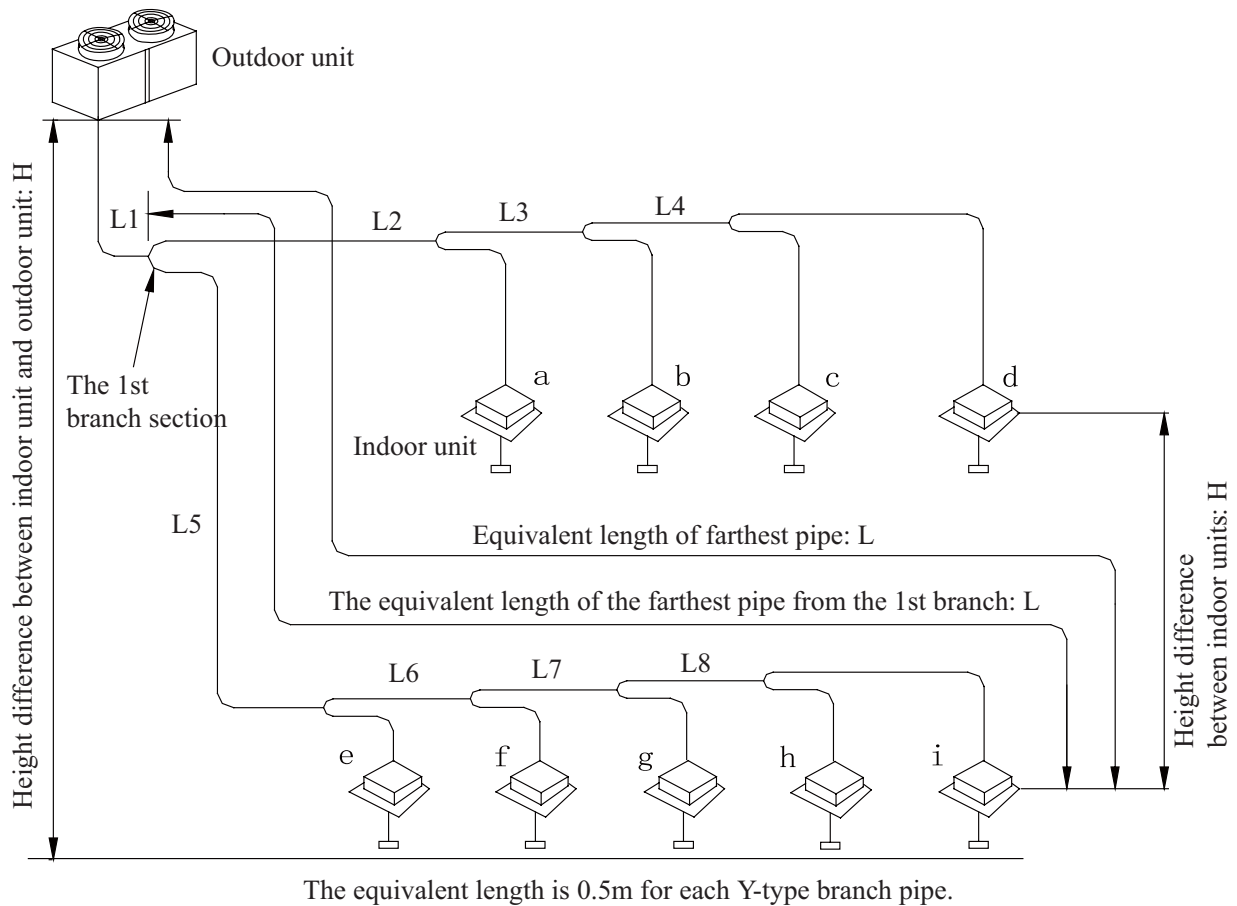 Outdoor unit
Height difference between indoor unit and outdoor unit: H
L1
L2
L3
L4
The 1st
branch section
a
b
c
d
Indoor unit
L5
Equivalent length of farthest pipe: L
The equivalent length of the farthest pipe from the 1st branch: L
Height difference
between indoor units: H
L6
L7
L8
e
f
g
h
i
The equivalent length is 0.5m for each Y-type branch pipe.